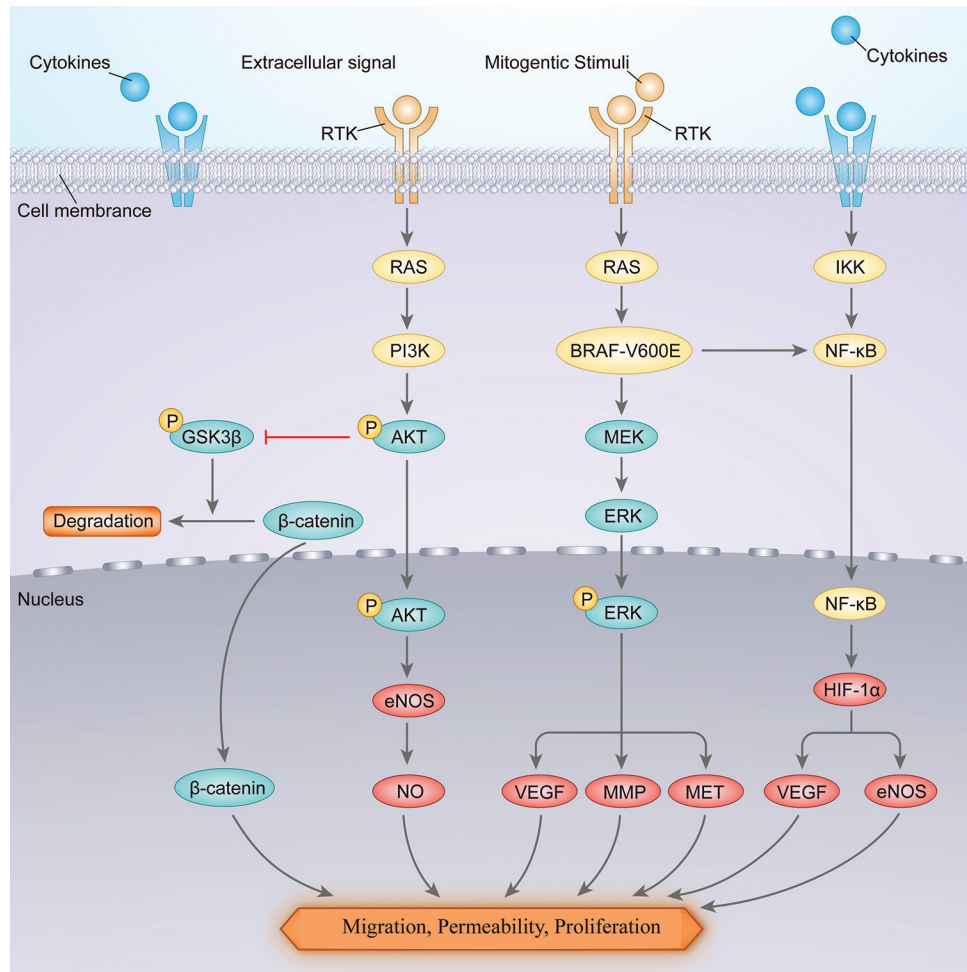 Cytokines
Extracellular signal
Mitogentic Stimuli
Cytokines
RTK
RTK
Cell membrance
RAS
RAS
IKK
PI3K
BRAF-V600E
NF-κB
P
GSK3β
P
AKT
MEK
Degradation
β-catenin
ERK
Nucleus
P
AKT
P
ERK
NF-κB
eNOS
HIF-1α
β-catenin
NO
VEGF
MMP
MET
VEGF
eNOS
Migration, Permeability, Proliferation